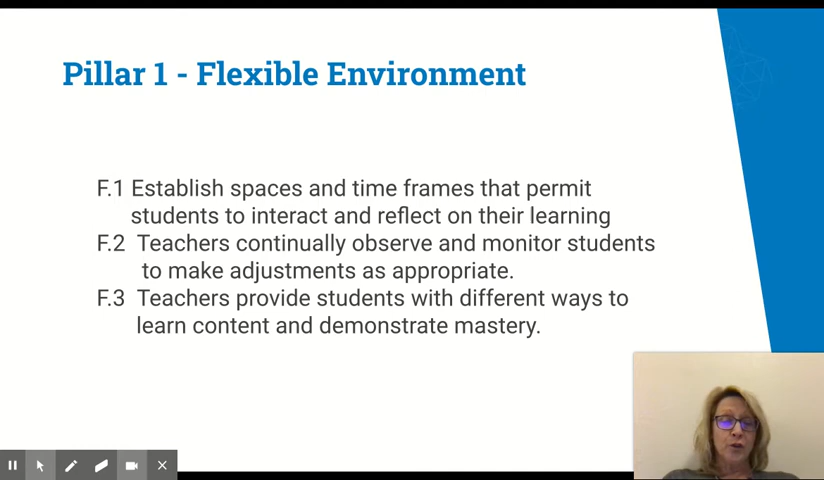 Pillar 1 - Flexible Environment
F.1 Establish spaces and time frames that permit
students to interact and reflect on their learning
F.2 Teachers continually observe and monitor students
to make adjustments as appropriate.
F.3 Teachers provide students with different ways to
learn content and demonstrate mastery.